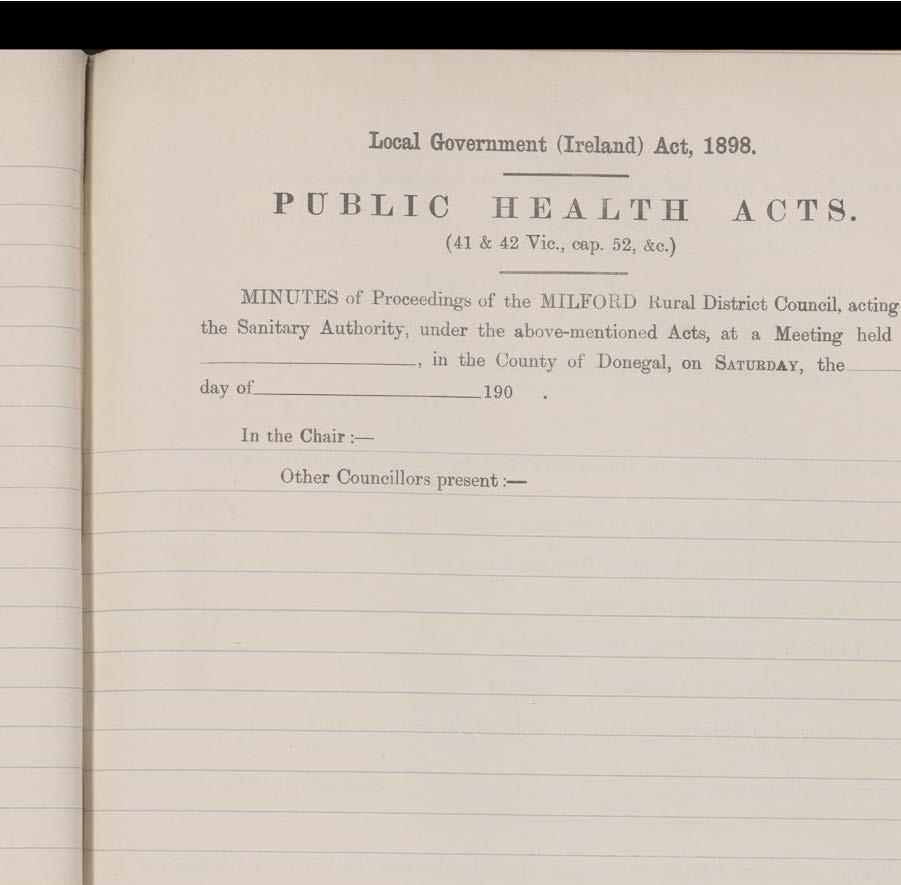 Local Government (Ireland) Act, 1898.
PUBLIC HEALTH ACTS.
(41 & 42 Vic., cap. 52, &c.)
MINUTES of Proceedings of the MILFORD Rural District Council, acting
the Sanitary Authority, under the above-mentioned Acts, at a Meeting held
, in the County of Donegal, on SATURDAY, the
day of 190 .
In the Chair :—
Other Councillors present :—